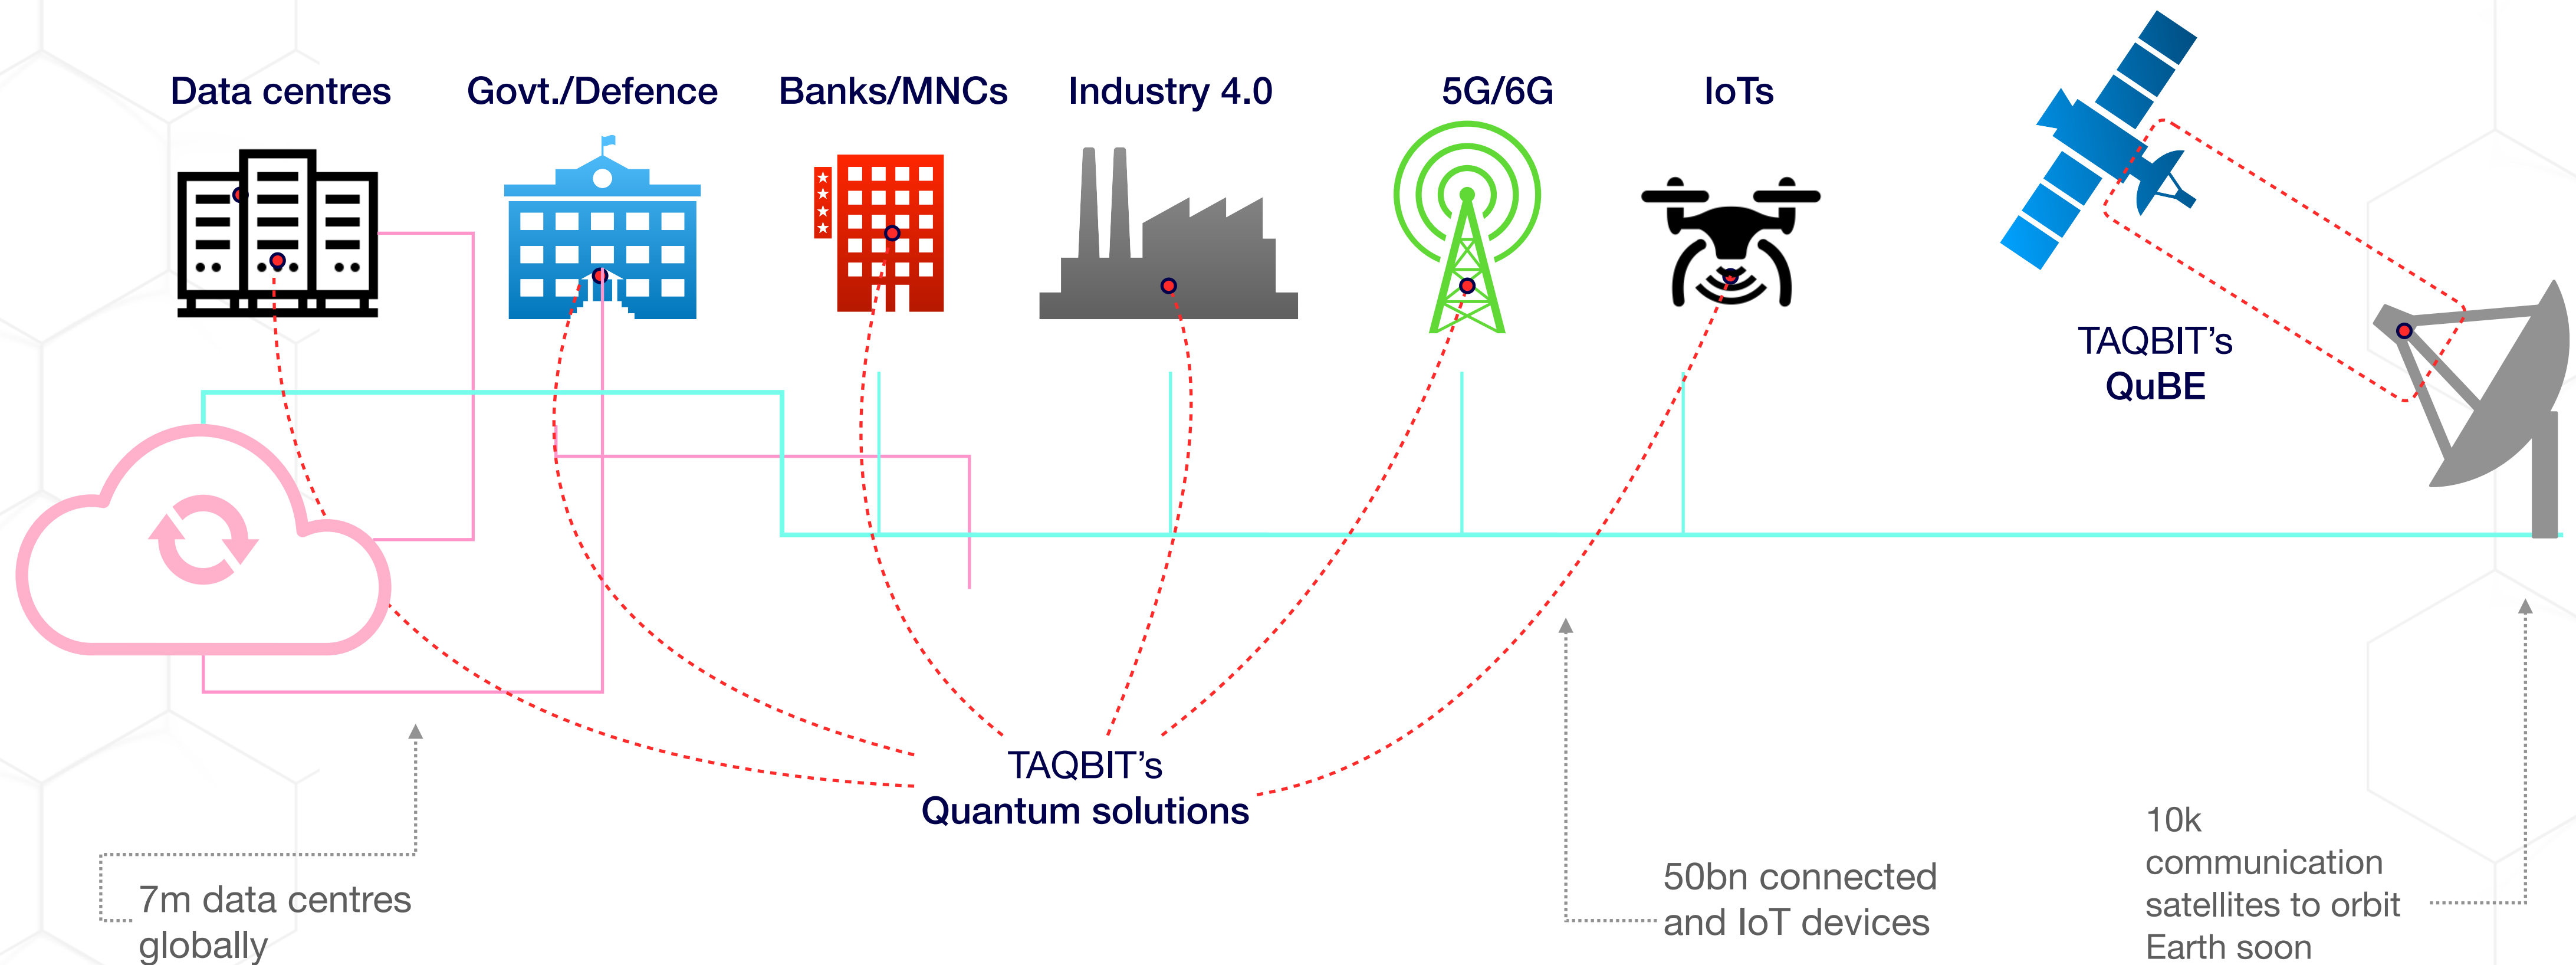 Data centres
Govt./Defence
Banks/MNCs
Industry 4.0
5G/6G
IoTs
TAQBIT’s
QuBE
TAQBIT’s
Quantum solutions
7m data centres
globally
50bn connected
and IoT devices
10k
communication
satellites to orbit
Earth soon